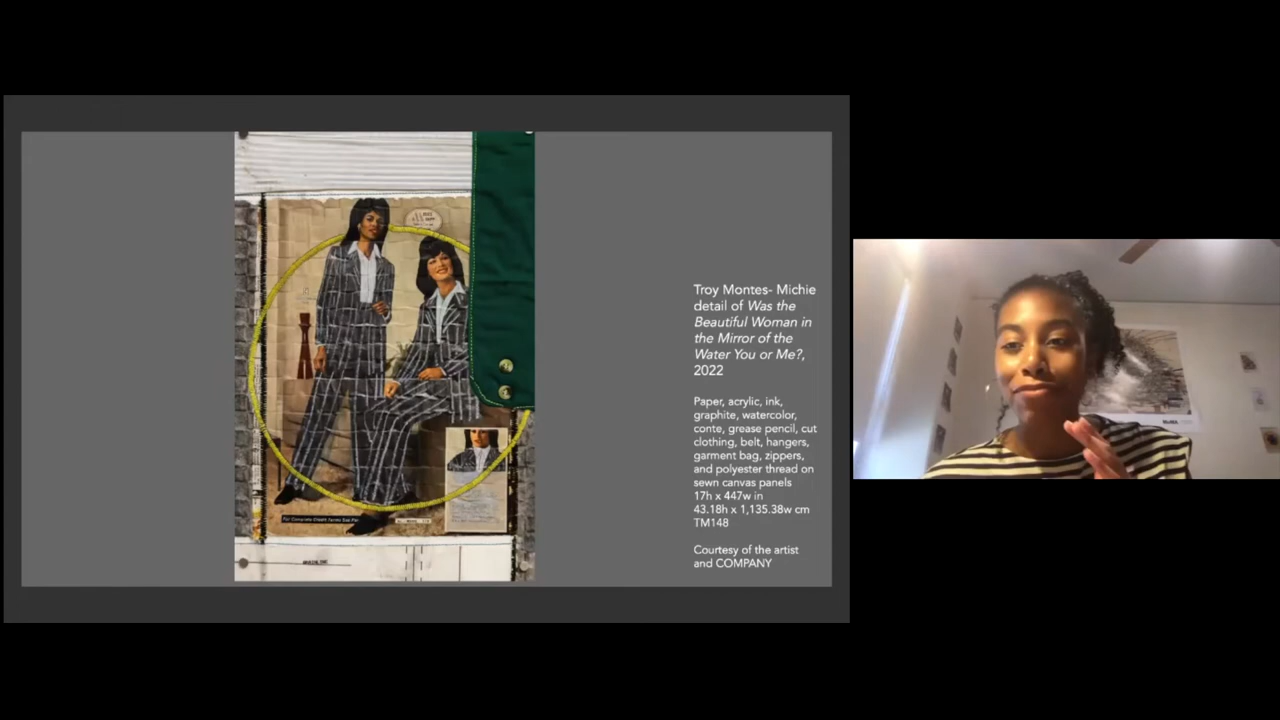 Troy Montes- Michie
detail of Was the
Beautiful Woman in
the Mirror of the
Water You or Me?,
2022
Paper, acrylic, ink,
graphite, watercolor,
conte, grease pencil, cut
clothing, belt, hangers,
garment bag, zippers,
and polyester thread on
sewn canvas panels
17h x 447w in
43.18h x 1,135.38w cm
TM148
Courtesy of the artist
and COMPANY